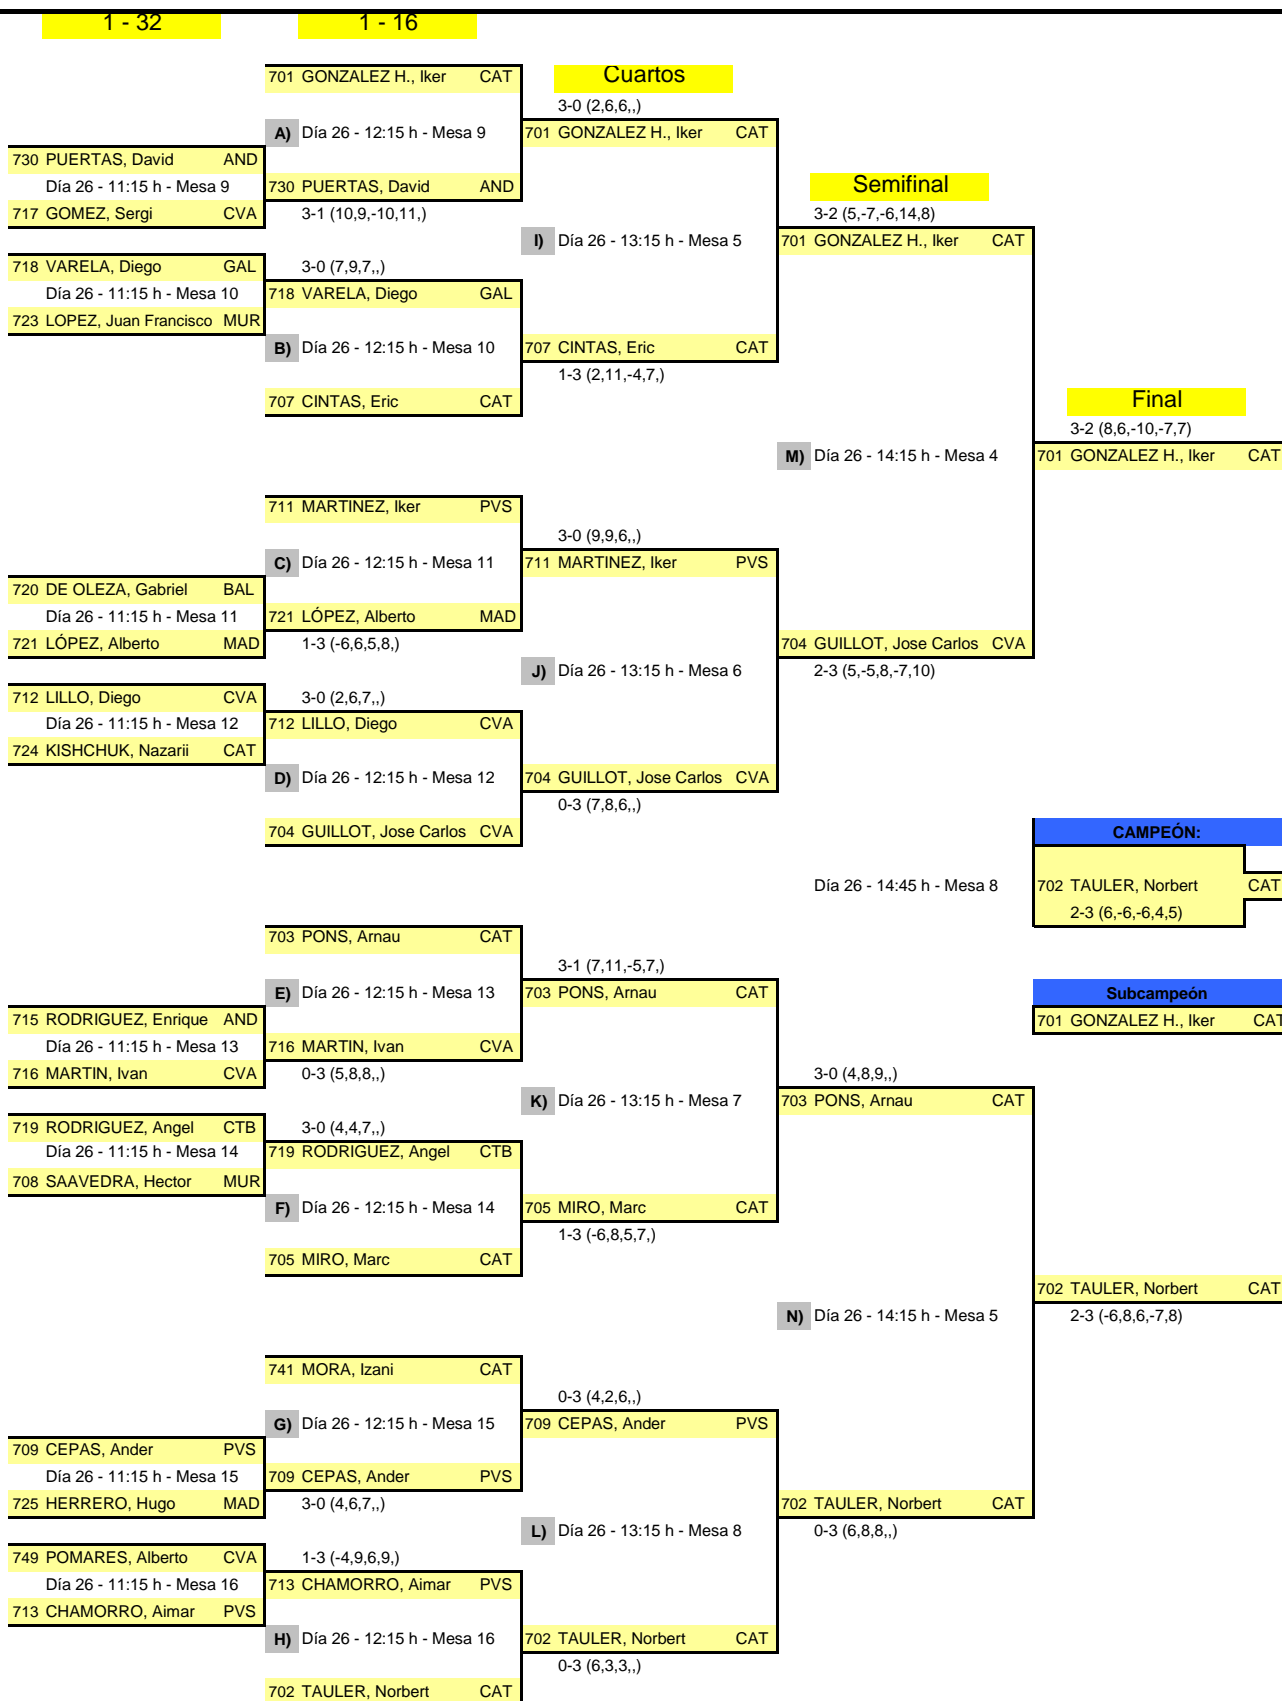 1 - 32
1 - 16
701 GONZALEZ H., Iker CAT
Cuartos
3-0 (2,6,6,,)
A) Día 26 - 12:15 h - Mesa 9
701 GONZALEZ H., Iker CAT
730 PUERTAS, David AND
Día 26 - 11:15 h - Mesa 9
730 PUERTAS, David AND
Semifinal
717 GOMEZ, Sergi CVA
3-1 (10,9,-10,11,)
3-2 (5,-7,-6,14,8)
I) Día 26 - 13:15 h - Mesa 5
701 GONZALEZ H., Iker CAT
718 VARELA, Diego GAL
3-0 (7,9,7,,)
Día 26 - 11:15 h - Mesa 10
718 VARELA, Diego GAL
723 LOPEZ, Juan Francisco MUR
B) Día 26 - 12:15 h - Mesa 10
707 CINTAS, Eric CAT
1-3 (2,11,-4,7,)
707 CINTAS, Eric CAT
Final
3-2 (8,6,-10,-7,7)
M) Día 26 - 14:15 h - Mesa 4
701 GONZALEZ H., Iker CAT
711 MARTINEZ, Iker PVS
3-0 (9,9,6,,)
C) Día 26 - 12:15 h - Mesa 11
711 MARTINEZ, Iker PVS
720 DE OLEZA, Gabriel BAL
Día 26 - 11:15 h - Mesa 11
721 LÓPEZ, Alberto MAD
721 LÓPEZ, Alberto MAD
1-3 (-6,6,5,8,)
704 GUILLOT, Jose Carlos CVA
J) Día 26 - 13:15 h - Mesa 6
2-3 (5,-5,8,-7,10)
712 LILLO, Diego CVA
3-0 (2,6,7,,)
Día 26 - 11:15 h - Mesa 12
712 LILLO, Diego CVA
724 KISHCHUK, Nazarii CAT
D) Día 26 - 12:15 h - Mesa 12
704 GUILLOT, Jose Carlos CVA
0-3 (7,8,6,,)
704 GUILLOT, Jose Carlos CVA
CAMPEÓN:
Día 26 - 14:45 h - Mesa 8
702 TAULER, Norbert CAT
2-3 (6,-6,-6,4,5)
703 PONS, Arnau CAT
3-1 (7,11,-5,7,)
E) Día 26 - 12:15 h - Mesa 13
703 PONS, Arnau CAT
Subcampeón
715 RODRIGUEZ, Enrique AND
701 GONZALEZ H., Iker CAT
Día 26 - 11:15 h - Mesa 13
716 MARTIN, Ivan CVA
716 MARTIN, Ivan CVA
0-3 (5,8,8,,)
3-0 (4,8,9,,)
K) Día 26 - 13:15 h - Mesa 7
703 PONS, Arnau CAT
719 RODRIGUEZ, Angel CTB
3-0 (4,4,7,,)
Día 26 - 11:15 h - Mesa 14
719 RODRIGUEZ, Angel CTB
708 SAAVEDRA, Hector MUR
F) Día 26 - 12:15 h - Mesa 14
705 MIRO, Marc CAT
1-3 (-6,8,5,7,)
705 MIRO, Marc CAT
702 TAULER, Norbert CAT
N) Día 26 - 14:15 h - Mesa 5
2-3 (-6,8,6,-7,8)
741 MORA, Izani CAT
0-3 (4,2,6,,)
G) Día 26 - 12:15 h - Mesa 15
709 CEPAS, Ander PVS
709 CEPAS, Ander PVS
Día 26 - 11:15 h - Mesa 15
709 CEPAS, Ander PVS
725 HERRERO, Hugo MAD
3-0 (4,6,7,,)
702 TAULER, Norbert CAT
L) Día 26 - 13:15 h - Mesa 8
0-3 (6,8,8,,)
749 POMARES, Alberto CVA
1-3 (-4,9,6,9,)
Día 26 - 11:15 h - Mesa 16
713 CHAMORRO, Aimar PVS
713 CHAMORRO, Aimar PVS
H) Día 26 - 12:15 h - Mesa 16
702 TAULER, Norbert CAT
0-3 (6,3,3,,)
702 TAULER, Norbert CAT